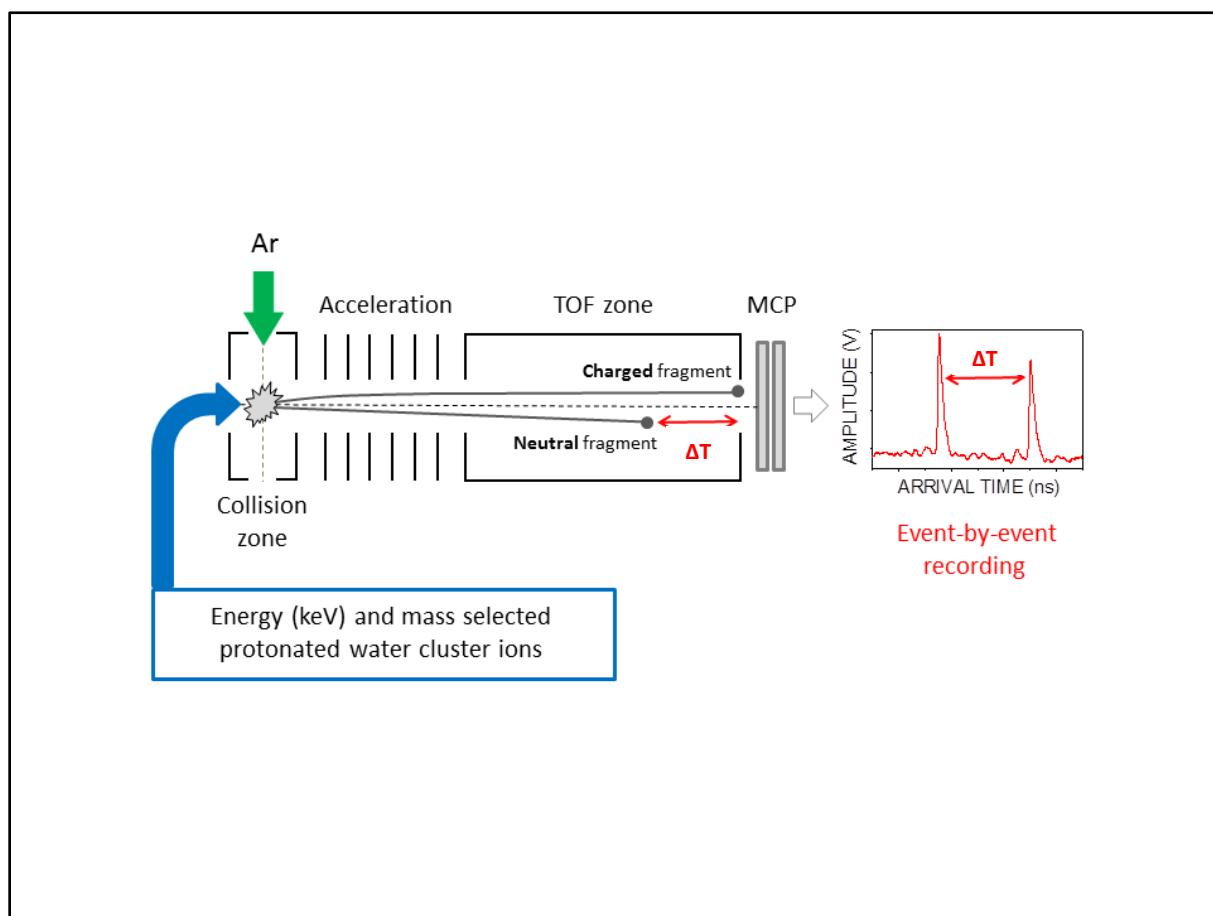 Ar
Acceleration
TOF zone
MCP
Charged fragment
Neutral fragment
ΔT
Collision
zone
Energy (keV) and mass selected
protonated water cluster ions
AMPLITUDE (V)
ΔT
ARRIVAL TIME (ns)
Event-by-event
recording